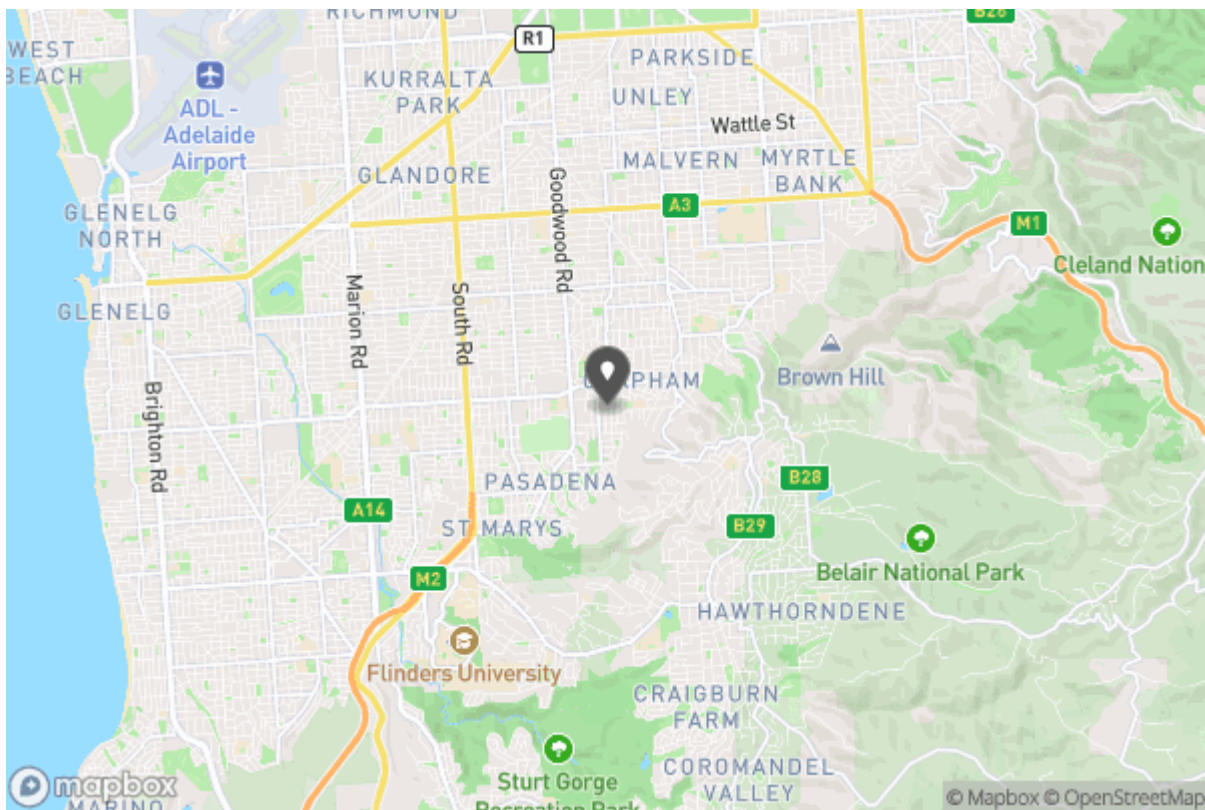 RICHMOND
B26
WEST
BEACH
R1
PARKSIDE
KURRALTA
PARK
UNLEY
ADL -
Adelaide
Airport
Wattle St
MALVERN
MYRTLE
BANK
GLANDORE
Goodwood Rd
A3
GLENELG
NORTH
M1
Cleland Nation
GLENELG
Marion Rd
South Rd
Brown Hill
Brighton Rd
PASADENA
B28
A14
ST MARYS
B29
M2
Belair National Park
HAWTHORNDENE
Flinders University
CRAIGBURN
FARM
Sturt Gorge
Recreation Park
COROMANDEL
VALLEY
mapbox
MARINO
© Mapbox © OpenStreetMap